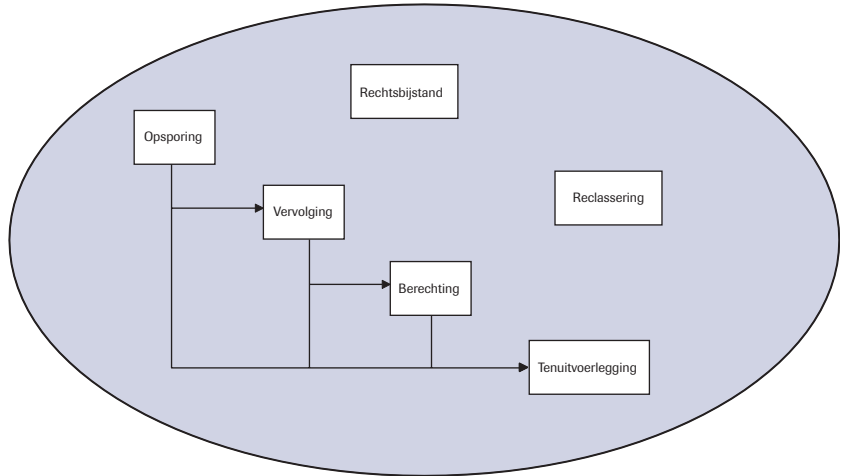 Rechtsbijstand
Opsporing
Reclassering
Vervolging
Berechting
Tenuitvoerlegging